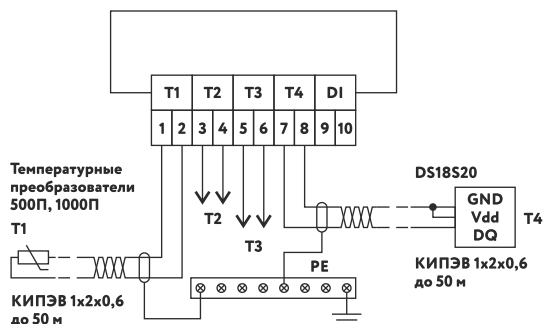 T1 T2 T3 T4 DI
1 2 3 4 5 6 7 8 9 10
Температурные
преобразователи
500П, 1000П
T1
T2
T3
КИПЭВ 1х2х0,6
до 50 м
PE
DS18S20
GND
Vdd
DQ
T4
КИПЭВ 1х2х0,6
до 50 м